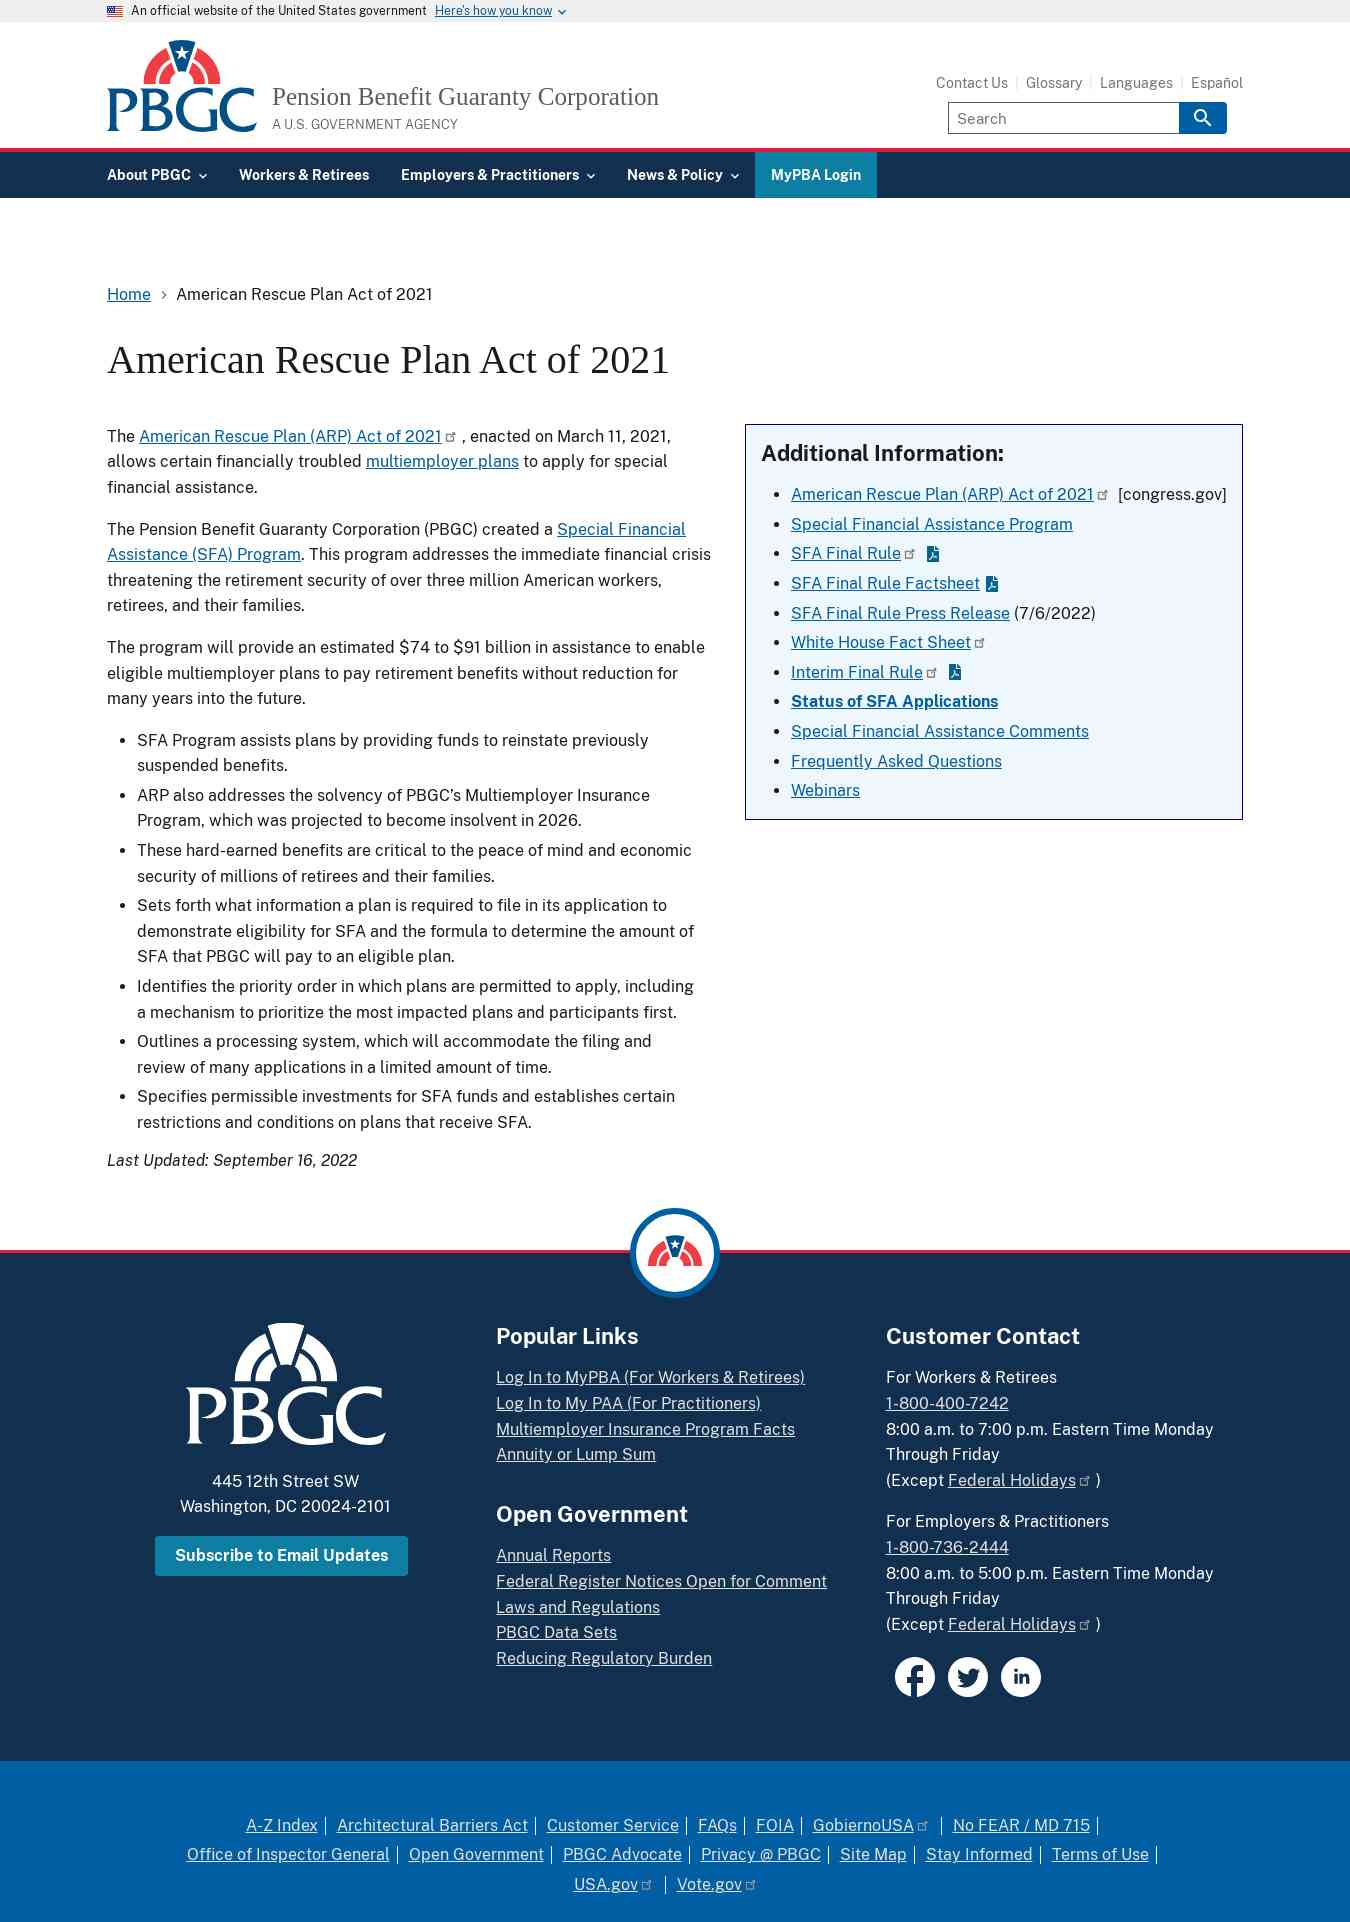 An official website of the United States government Here's how you know
PBGC
Pension Benefit Guaranty Corporation
A U.S. GOVERNMENT AGENCY
Contact Us Glossary Languages Español
Search
About PBGC Workers & Retirees Employers & Practitioners News & Policy MyPBA Login
Home American Rescue Plan Act of 2021
American Rescue Plan Act of 2021
The American Rescue Plan (ARP) Act of 2021 , enacted on March 11, 2021,
allows certain financially troubled multiemployer plans to apply for special
financial assistance.
The Pension Benefit Guaranty Corporation (PBGC) created a Special Financial
Assistance (SFA) Program. This program addresses the immediate financial crisis
threatening the retirement security of over three million American workers,
retirees, and their families.
The program will provide an estimated $74 to $91 billion in assistance to enable
eligible multiemployer plans to pay retirement benefits without reduction for
many years into the future.
SFA Program assists plans by providing funds to reinstate previously
suspended benefits.
ARP also addresses the solvency of PBGC’s Multiemployer Insurance
Program, which was projected to become insolvent in 2026.
These hard-earned benefits are critical to the peace of mind and economic
security of millions of retirees and their families.
Sets forth what information a plan is required to file in its application to
demonstrate eligibility for SFA and the formula to determine the amount of
SFA that PBGC will pay to an eligible plan.
Identifies the priority order in which plans are permitted to apply, including
a mechanism to prioritize the most impacted plans and participants first.
Outlines a processing system, which will accommodate the filing and
review of many applications in a limited amount of time.
Specifies permissible investments for SFA funds and establishes certain
restrictions and conditions on plans that receive SFA.
Last Updated: September 16, 2022
Additional Information:
American Rescue Plan (ARP) Act of 2021 [congress.gov]
Special Financial Assistance Program
SFA Final Rule
SFA Final Rule Factsheet
SFA Final Rule Press Release (7/6/2022)
White House Fact Sheet
Interim Final Rule
Status of SFA Applications
Special Financial Assistance Comments
Frequently Asked Questions
Webinars
PBGC
445 12th Street SW
Washington, DC 20024-2101
Subscribe to Email Updates
Popular Links
Log In to MyPBA (For Workers & Retirees)
Log In to My PAA (For Practitioners)
Multiemployer Insurance Program Facts
Annuity or Lump Sum
Open Government
Annual Reports
Federal Register Notices Open for Comment
Laws and Regulations
PBGC Data Sets
Reducing Regulatory Burden
Customer Contact
For Workers & Retirees
1-800-400-7242
8:00 a.m. to 7:00 p.m. Eastern Time Monday
Through Friday
(Except Federal Holidays )
For Employers & Practitioners
1-800-736-2444
8:00 a.m. to 5:00 p.m. Eastern Time Monday
Through Friday
(Except Federal Holidays )
in
A-Z Index Architectural Barriers Act Customer Service FAQs FOIA GobiernoUSA No FEAR / MD 715
Office of Inspector General Open Government PBGC Advocate Privacy @ PBGC Site Map Stay Informed Terms of Use
USA.gov Vote.gov